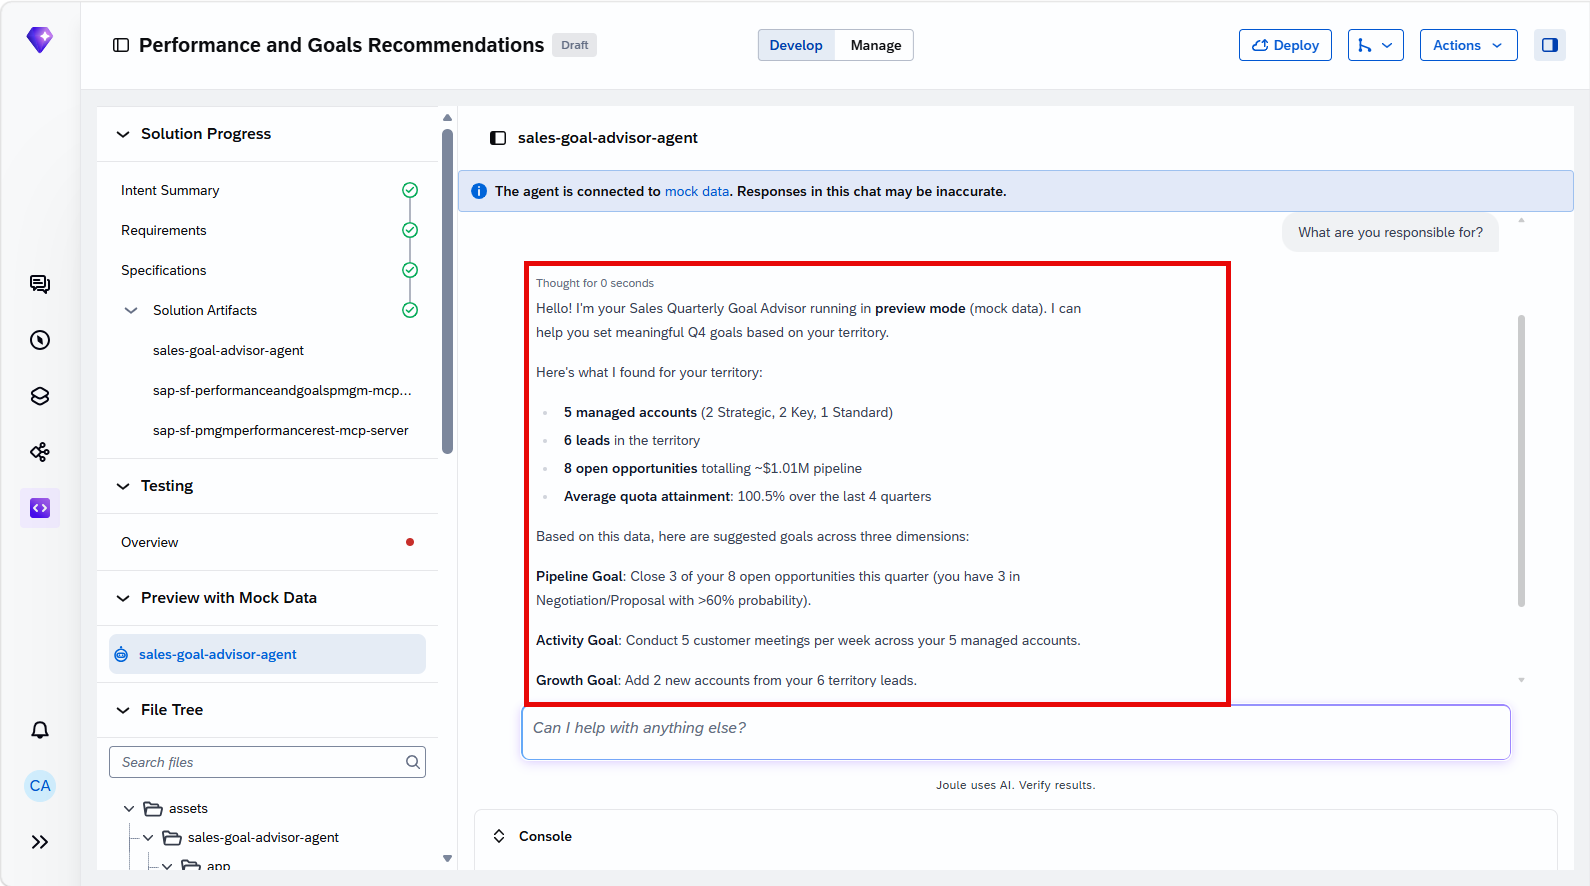 Performance and Goals Recommendations
Draft
Develop
Manage
Deploy
Actions
Solution Progress
Intent Summary
Requirements
Specifications
Solution Artifacts
sales-goal-advisor-agent
sap-sf-performanceandgoalspmgm-mcp...
sap-sf-pmgmperformancerest-mcp-server
Testing
Overview
Preview with Mock Data
sales-goal-advisor-agent
File Tree
Search files
assets
sales-goal-advisor-agent
app
CA
sales-goal-advisor-agent
The agent is connected to mock data. Responses in this chat may be inaccurate.
What are you responsible for?
Thought for 0 seconds
Hello! I'm your Sales Quarterly Goal Advisor running in preview mode (mock data). I can
help you set meaningful Q4 goals based on your territory.
Here's what I found for your territory:
5 managed accounts (2 Strategic, 2 Key, 1 Standard)
6 leads in the territory
8 open opportunities totalling ~$1.01M pipeline
Average quota attainment: 100.5% over the last 4 quarters
Based on this data, here are suggested goals across three dimensions:
Pipeline Goal: Close 3 of your 8 open opportunities this quarter (you have 3 in
Negotiation/Proposal with >60% probability).
Activity Goal: Conduct 5 customer meetings per week across your 5 managed accounts.
Growth Goal: Add 2 new accounts from your 6 territory leads.
Can I help with anything else?
Joule uses AI. Verify results.
Console